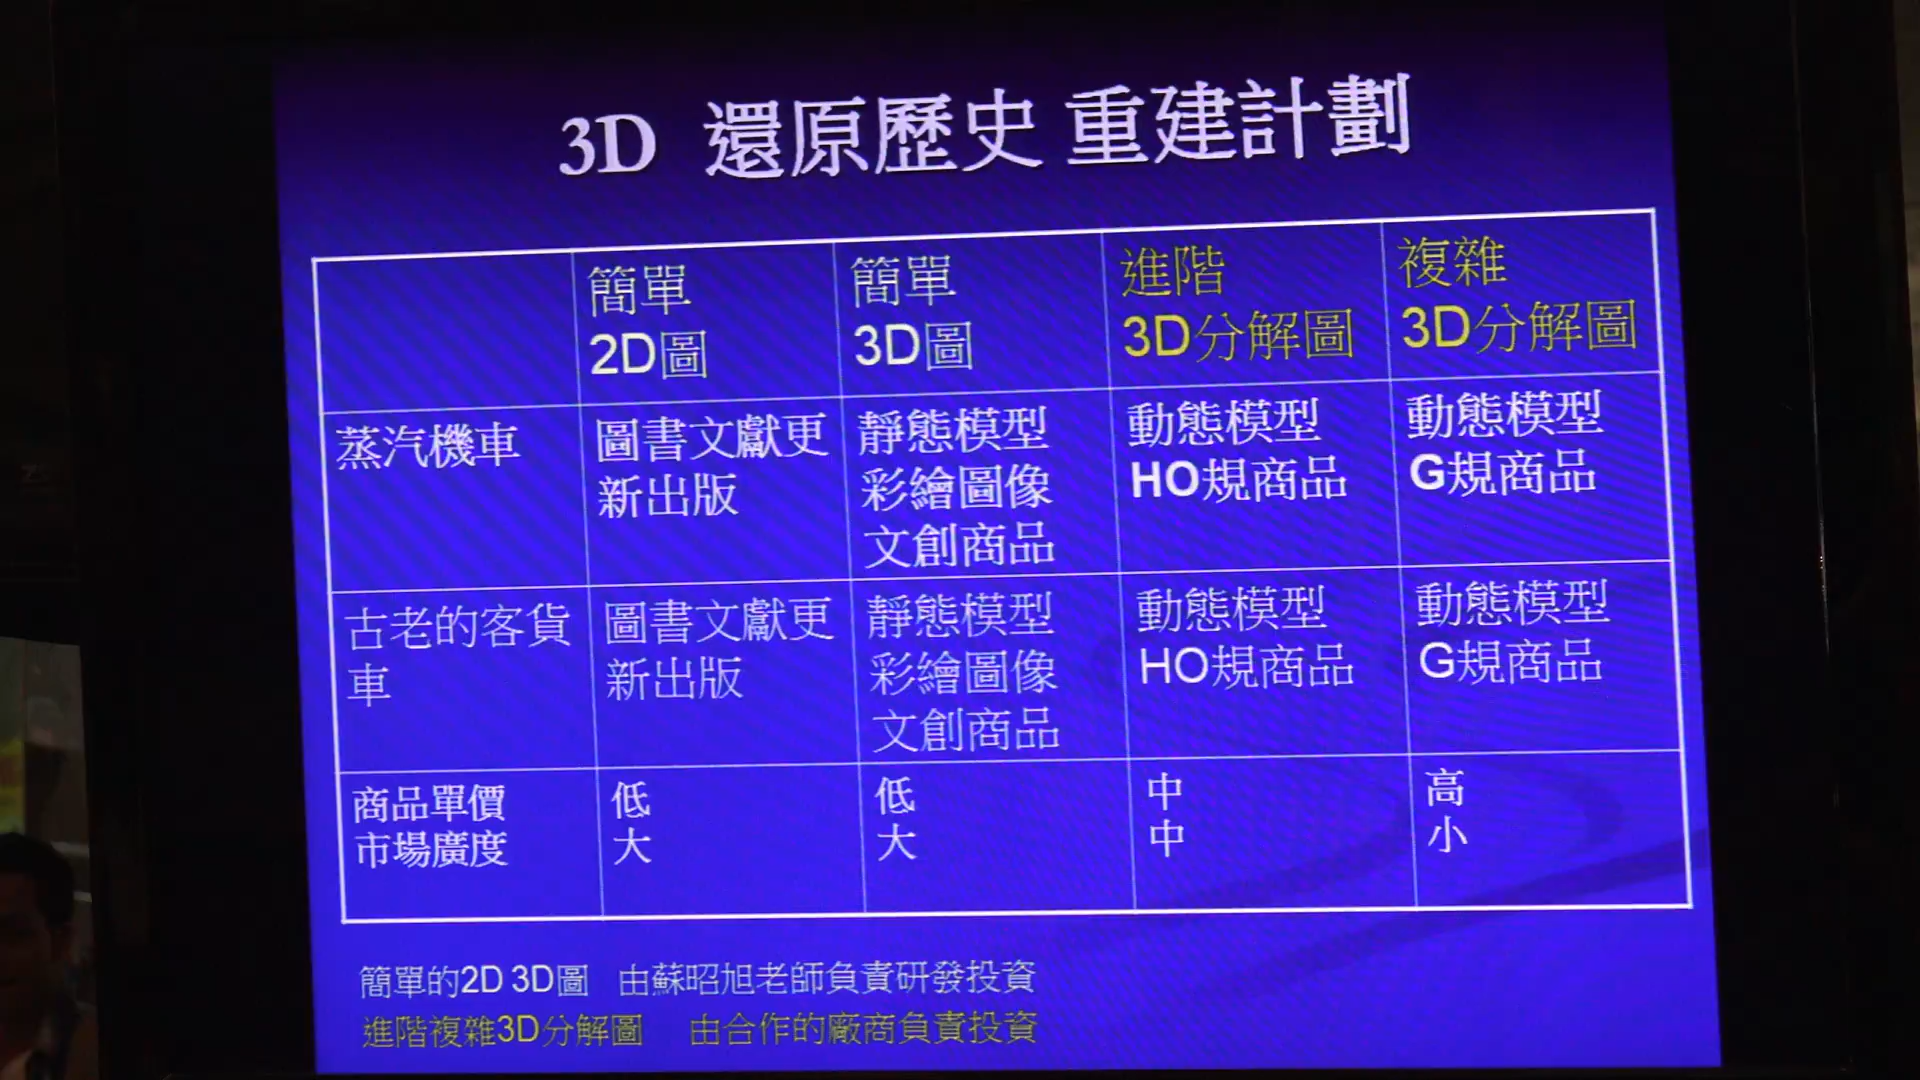 3D 還原歷史 重建計劃
簡單 簡單 進階 複雜
2D圖 3D圖 3D分解圖 3D分解圖
蒸汽機車 圖書文獻更 靜態模型 動態模型 動態模型
新出版 彩繪圖像 HO規商品 G規商品
文創商品
古老的客貨 圖書文獻更 靜態模型 動態模型 動態模型
車 新出版 彩繪圖像 HO規商品 G規商品
文創商品
商品單價 低 低 中 高
市場廣度 大 大 中 小
簡單的2D 3D圖 由蘇昭旭老師負責研發投資
進階複雜3D分解圖 由合作的廠商負責投資